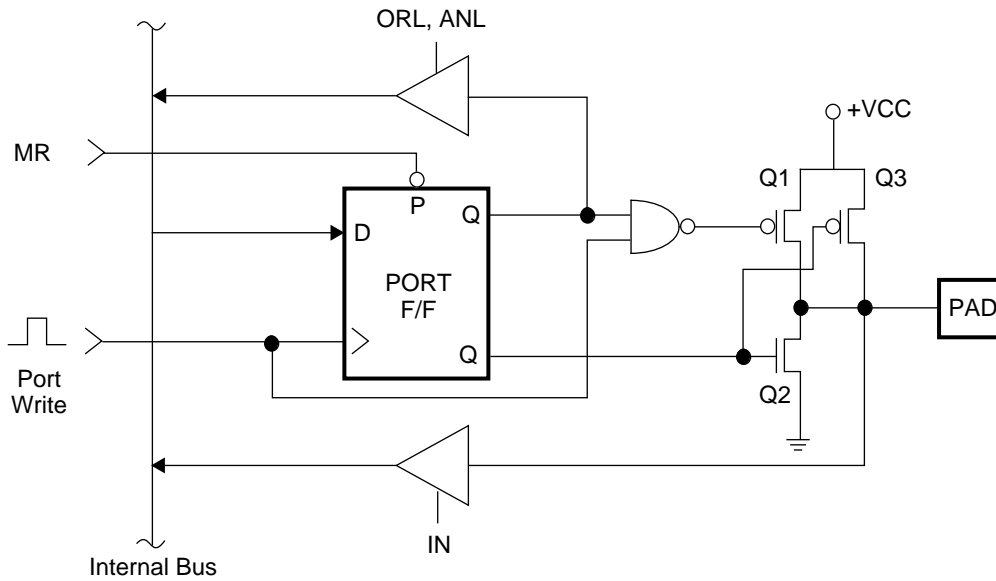 ORL, ANL
+VCC
MR
Q1
Q3
P
Q
D
PORT
F/F
PAD
Q
Port
Write
Q2
IN
Internal Bus